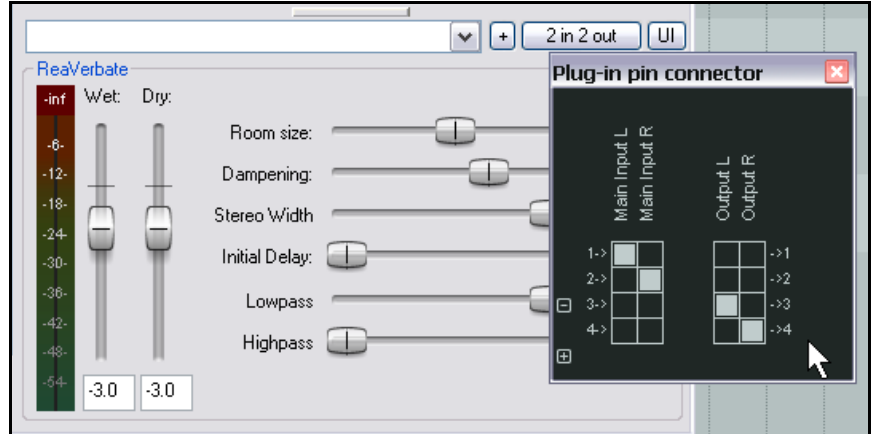 + 2 in 2 out UI
ReaVerbate
-inf Wet: Dry:
-6-
-12-
-18-
-24-
-30-
-36-
-42-
-48-
-54-
-3.0 -3.0
Room size:
Dampening:
Stereo Width
Initial Delay:
Lowpass
Highpass
Plug-in pin connector
Main Input L
Main Input R
Output L
Output R
1-> ->1
2-> ->2
3-> ->3
4-> ->4